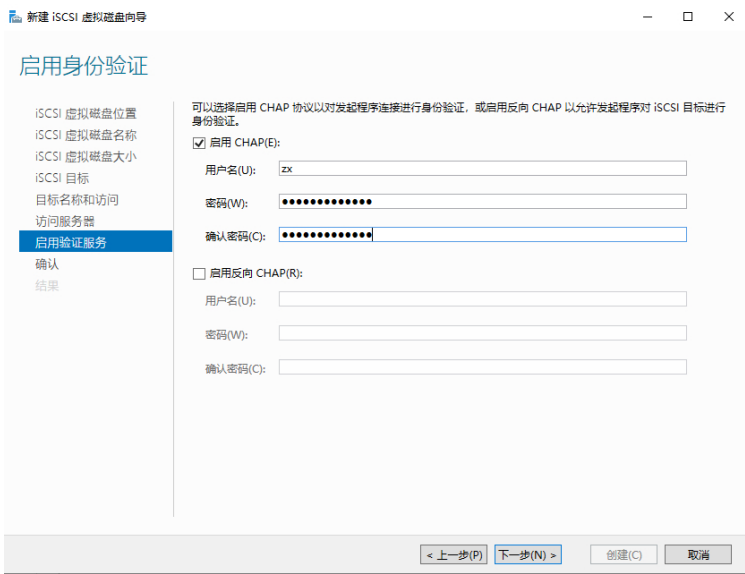 新建 iSCSI 虚拟磁盘向导
启用身份验证
iSCSI 虚拟磁盘位置
iSCSI 虚拟磁盘名称
iSCSI 虚拟磁盘大小
iSCSI 目标
目标名称和访问
访问服务器
启用验证服务
确认
结果
可以选择启用 CHAP 协议以对发起程序连接进行身份验证，或启用反向 CHAP 以允许发起程序对 iSCSI 目标进行
身份验证。
启用 CHAP(E):
用户名(U): zx
密码(W): ●●●●●●●●●●●●●
确认密码(C): ●●●●●●●●●●●●●
启用反向 CHAP(R):
用户名(U):
密码(W):
确认密码(C):
< 上一步(P) 下一步(N) > 创建(C) 取消